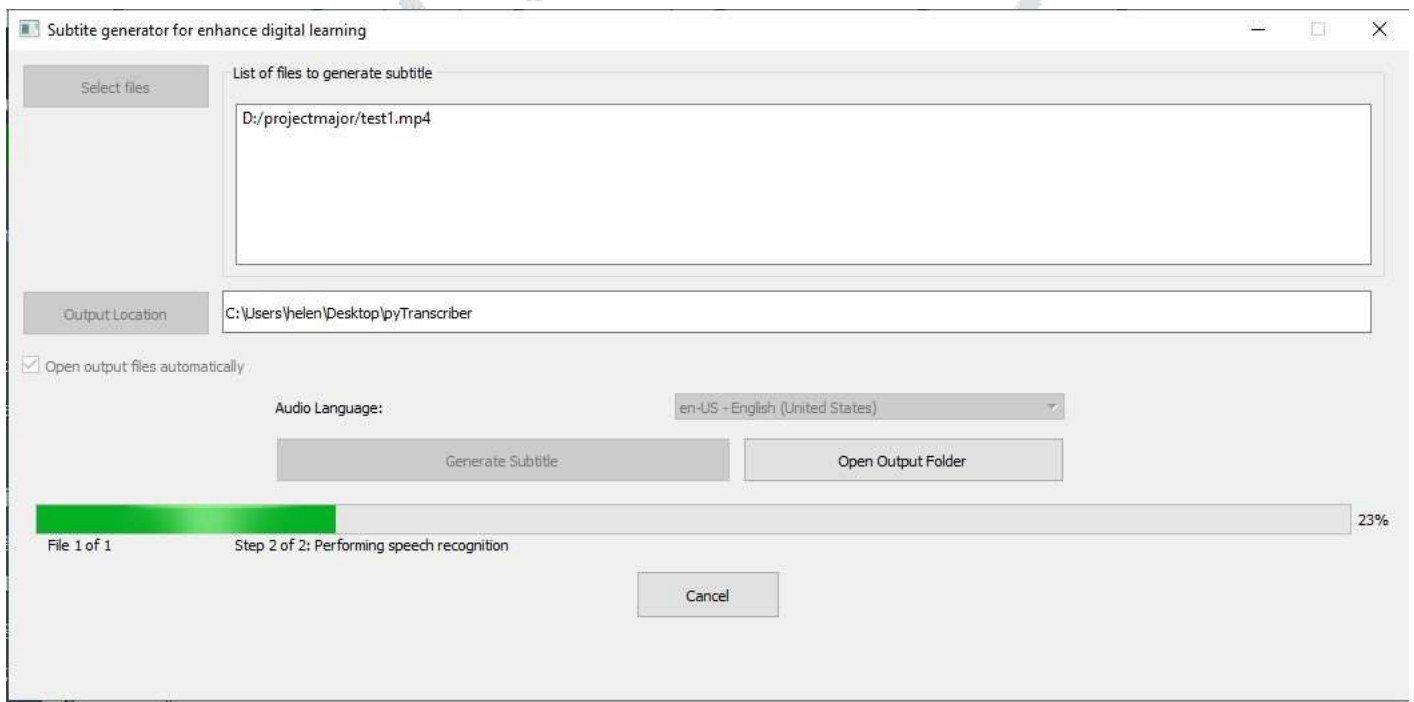 Subtite generator for enhance digital learning
Select files
List of files to generate subtitle
D:/projectmajor/test1.mp4
Output Location
C:\Users\helen\Desktop\pyTranscriber
Open output files automatically
Audio Language:
en-US - English (United States)
Generate Subtitle
Open Output Folder
23%
File 1 of 1
Step 2 of 2: Performing speech recognition
Cancel